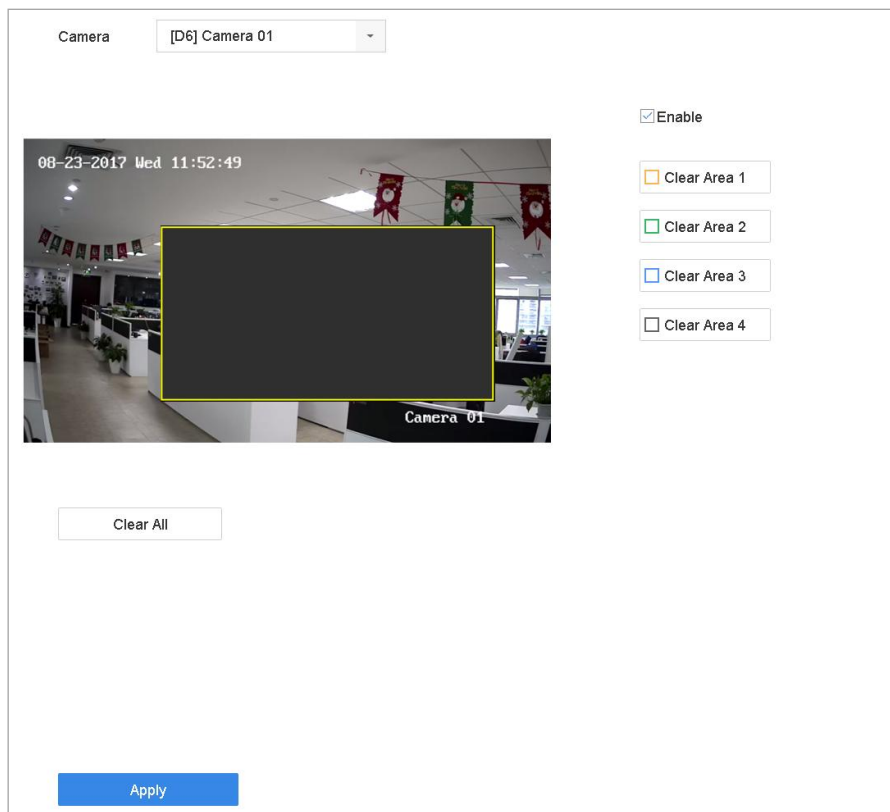 Camera [D6] Camera 01
Enable
08-23-2017 Wed 11:52:49
Clear Area 1
Clear Area 2
Clear Area 3
Clear Area 4
Camera 01
Clear All
Apply